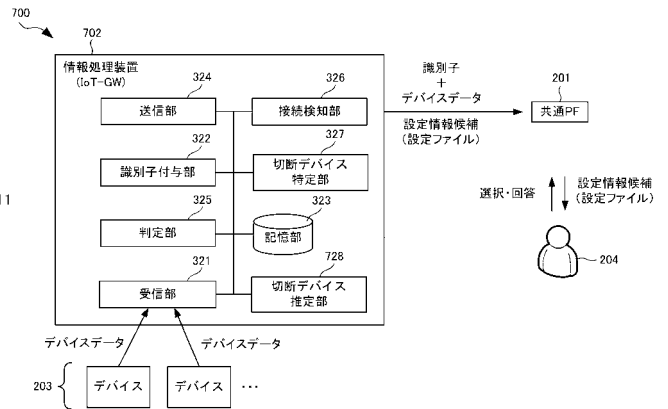 700
702
情報処理装置
(IoT-GW)
324
送信部
326
接続検知部
322
識別子付与部
327
切断デバイス
特定部
325
判定部
323
記憶部
321
受信部
728
切断デバイス
推定部
識別子
+
デバイスデータ
設定情報候補
(設定ファイル)
201
共通PF
選択・回答
設定情報候補
(設定ファイル)
204
11
デバイスデータ
デバイスデータ
203
デバイス
デバイス
...